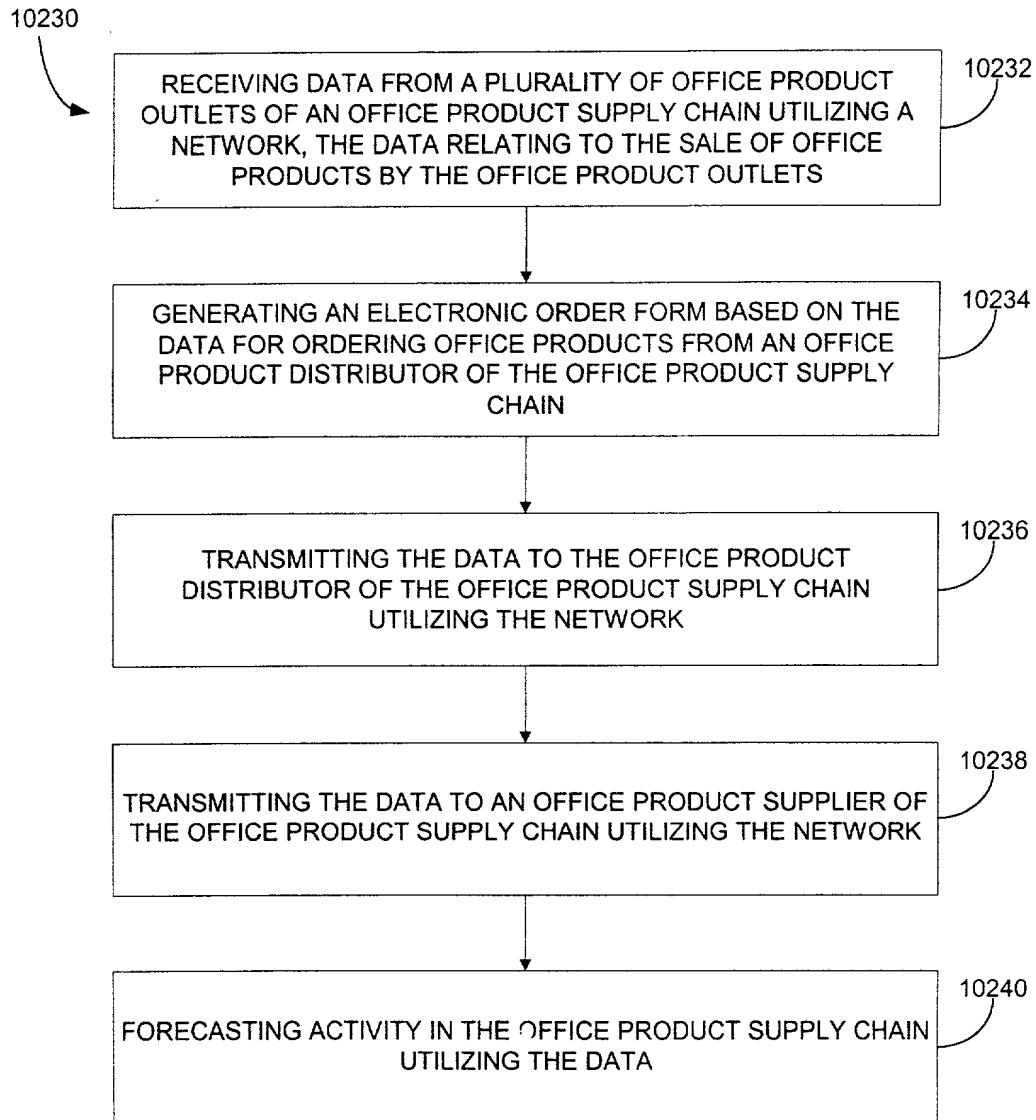 10230
RECEIVING DATA FROM A PLURALITY OF OFFICE PRODUCT
OUTLETS OF AN OFFICE PRODUCT SUPPLY CHAIN UTILIZING A
NETWORK, THE DATA RELATING TO THE SALE OF OFFICE
PRODUCTS BY THE OFFICE PRODUCT OUTLETS
10232
GENERATING AN ELECTRONIC ORDER FORM BASED ON THE
DATA FOR ORDERING OFFICE PRODUCTS FROM AN OFFICE
PRODUCT DISTRIBUTOR OF THE OFFICE PRODUCT SUPPLY
CHAIN
10234
TRANSMITTING THE DATA TO THE OFFICE PRODUCT
DISTRIBUTOR OF THE OFFICE PRODUCT SUPPLY CHAIN
UTILIZING THE NETWORK
10236
TRANSMITTING THE DATA TO AN OFFICE PRODUCT SUPPLIER OF
THE OFFICE PRODUCT SUPPLY CHAIN UTILIZING THE NETWORK
10238
FORECASTING ACTIVITY IN THE OFFICE PRODUCT SUPPLY CHAIN
UTILIZING THE DATA
10240